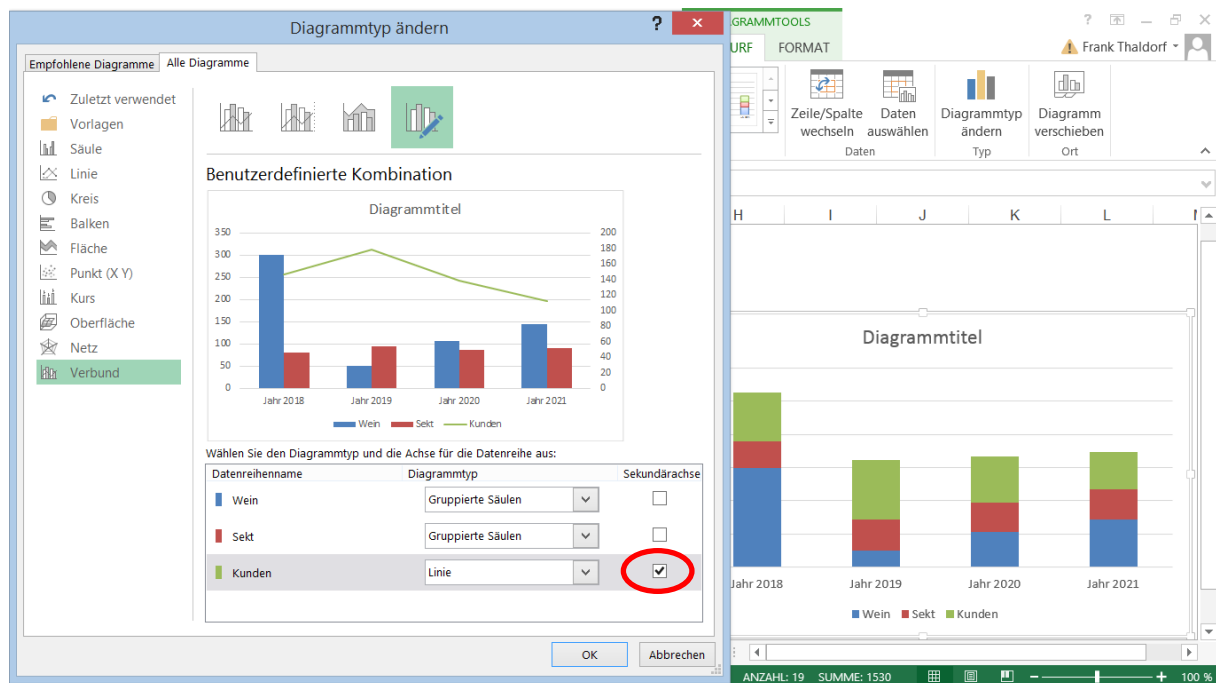 Diagrammtyp ändern
?
Empfohlene Diagramme
Alle Diagramme
Zuletzt verwendet
Vorlagen
Säule
Linie
Kreis
Balken
Fläche
Punkt (X Y)
Kurs
Oberfläche
Netz
Verbund
Benutzerdefinierte Kombination
Diagrammtitel
350
300
250
200
150
100
50
0
200
180
160
140
120
100
80
60
40
20
0
Jahr 2018 Jahr 2019 Jahr 2020 Jahr 2021
Wein Sekt Kunden
Wählen Sie den Diagrammtyp und die Achse für die Datenreihe aus:
Datenreihenname Diagrammtyp Sekundärachse
Wein Gruppierte Säulen
Sekt Gruppierte Säulen
Kunden Linie
OK Abbrechen
GRAMMTOOLS
?
URF FORMAT
Frank Thaldorf
Zeile/Spalte wechseln
Daten auswählen
Diagrammtyp ändern
Diagramm verschieben
Daten Typ Ort
H I J K L
Diagrammtitel
Jahr 2018 Jahr 2019 Jahr 2020 Jahr 2021
Wein Sekt Kunden
ANZAHL: 19 SUMME: 1530 100 %